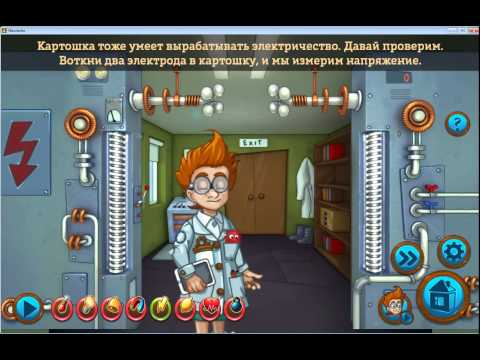 Картошка тоже умеет вырабатывать электричество. Давай проверим.
Воткни два электрода в картошку, и мы измерим напряжение.
EXIT
0
?